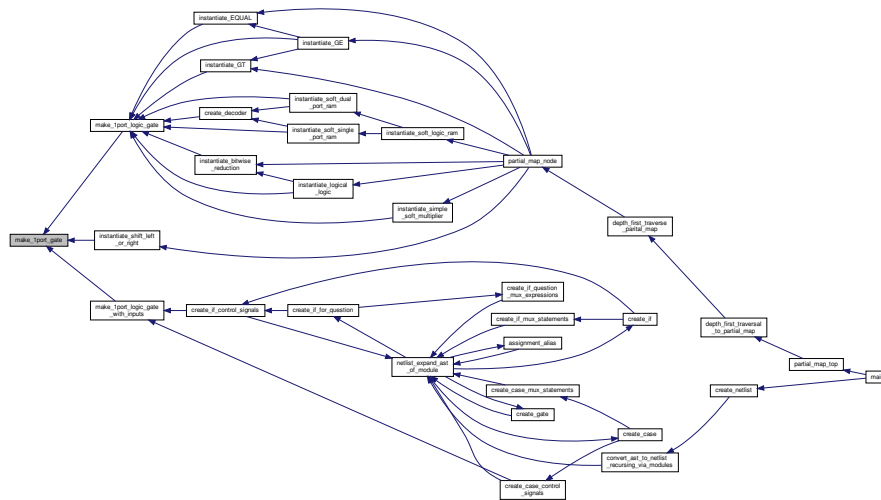 instantiate_EQUAL
instantiate_GE
instantiate_GT
instantiate_soft_dual
_port_ram
create_decoder
make_1port_logic_gate
instantiate_soft_single
_port_ram
instantiate_soft_logic_ram
instantiate_bitwise
_reduction
partial_map_node
instantiate_logical
_logic
instantiate_simple
_soft_multiplier
depth_first_traverse
_parital_map
make_1port_gate
instantiate_shift_left
_or_right
create_if_question
_mux_expressions
make_1port_logic_gate
_with_inputs
create_if_control_signals
create_if_for_question
create_if_mux_statements
create_if
depth_first_traversal
_to_partial_map
assignment_alias
netlist_expand_ast
_of_module
partial_map_top
main
create_case_mux_statements
create_netlist
create_gate
create_case
convert_ast_to_netlist
_recursing_via_modules
create_case_control
_signals